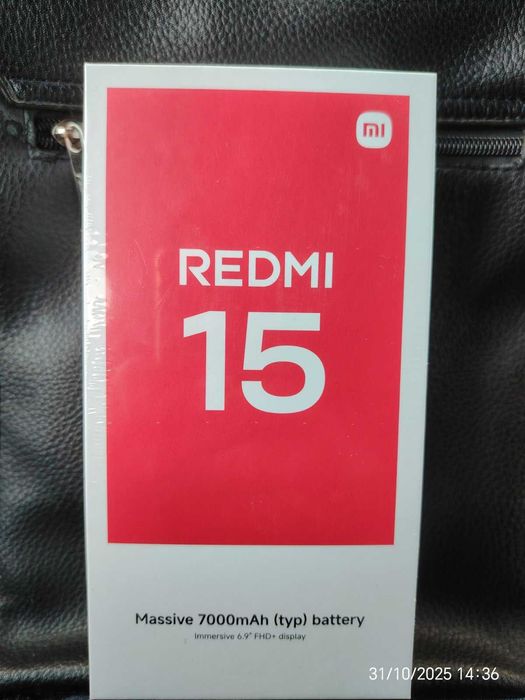 mi
REDMI
15
Massive 7000mAh (typ) battery
Immersive 6.9" FHD+ display
31/10/2025 14:36